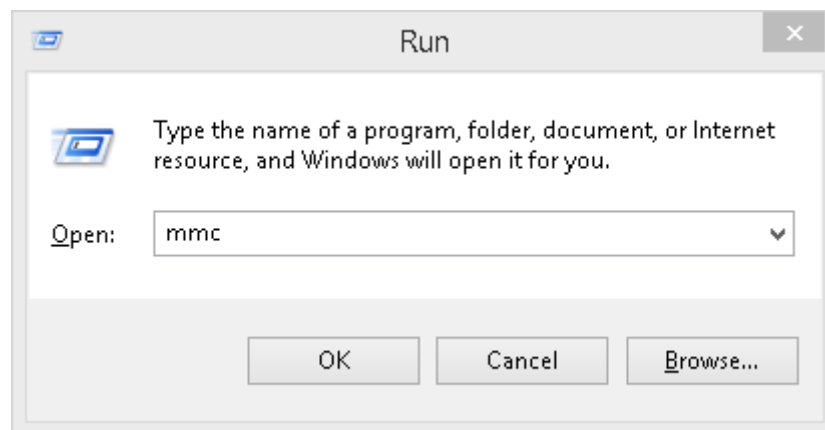 Run
Type the name of a program, folder, document, or Internet
resource, and Windows will open it for you.
Open: mmc
OK Cancel Browse...